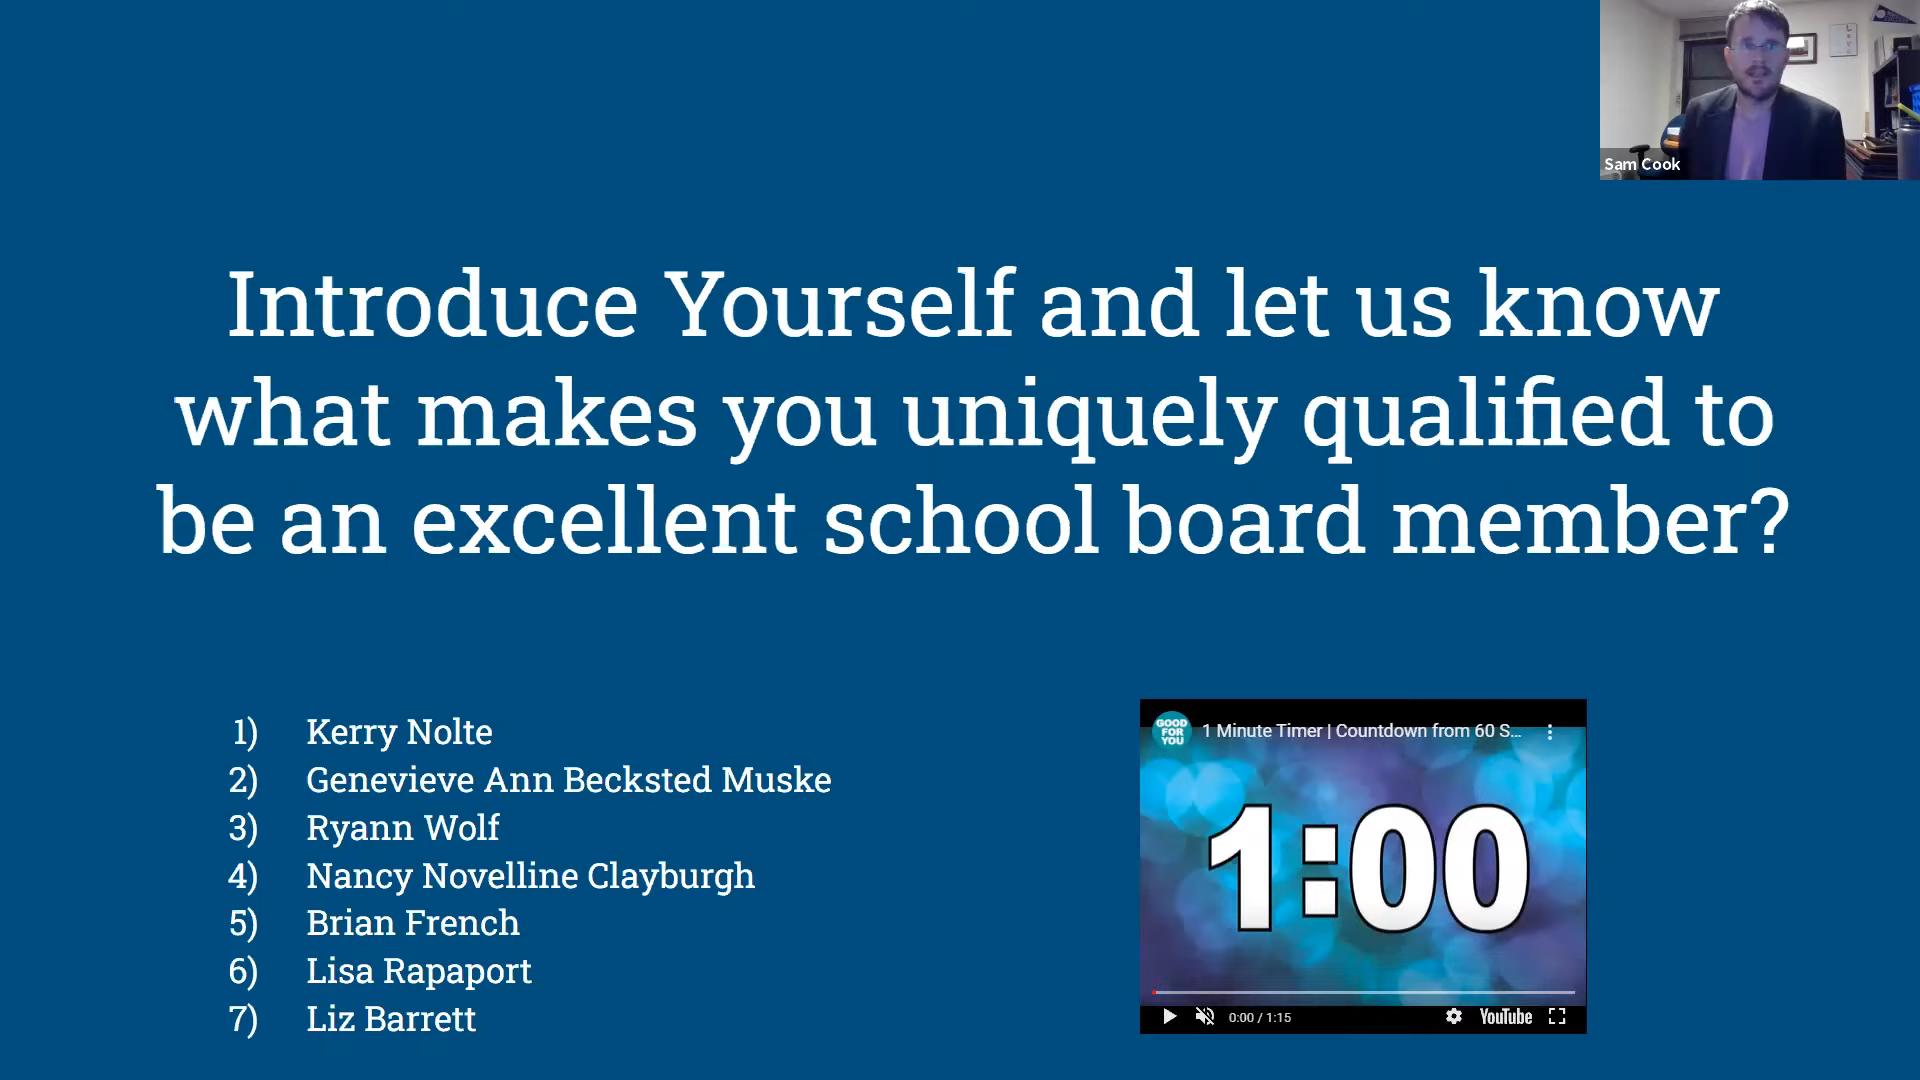 Sam Cook
Introduce Yourself and let us know
what makes you uniquely qualified to
be an excellent school board member?
1) Kerry Nolte
2) Genevieve Ann Becksted Muske
3) Ryann Wolf
4) Nancy Novelline Clayburgh
5) Brian French
6) Lisa Rapaport
7) Liz Barrett
GOOD
FOR
YOU
1 Minute Timer | Countdown from 60 S...
1:00
0:00 / 1:15
YouTube